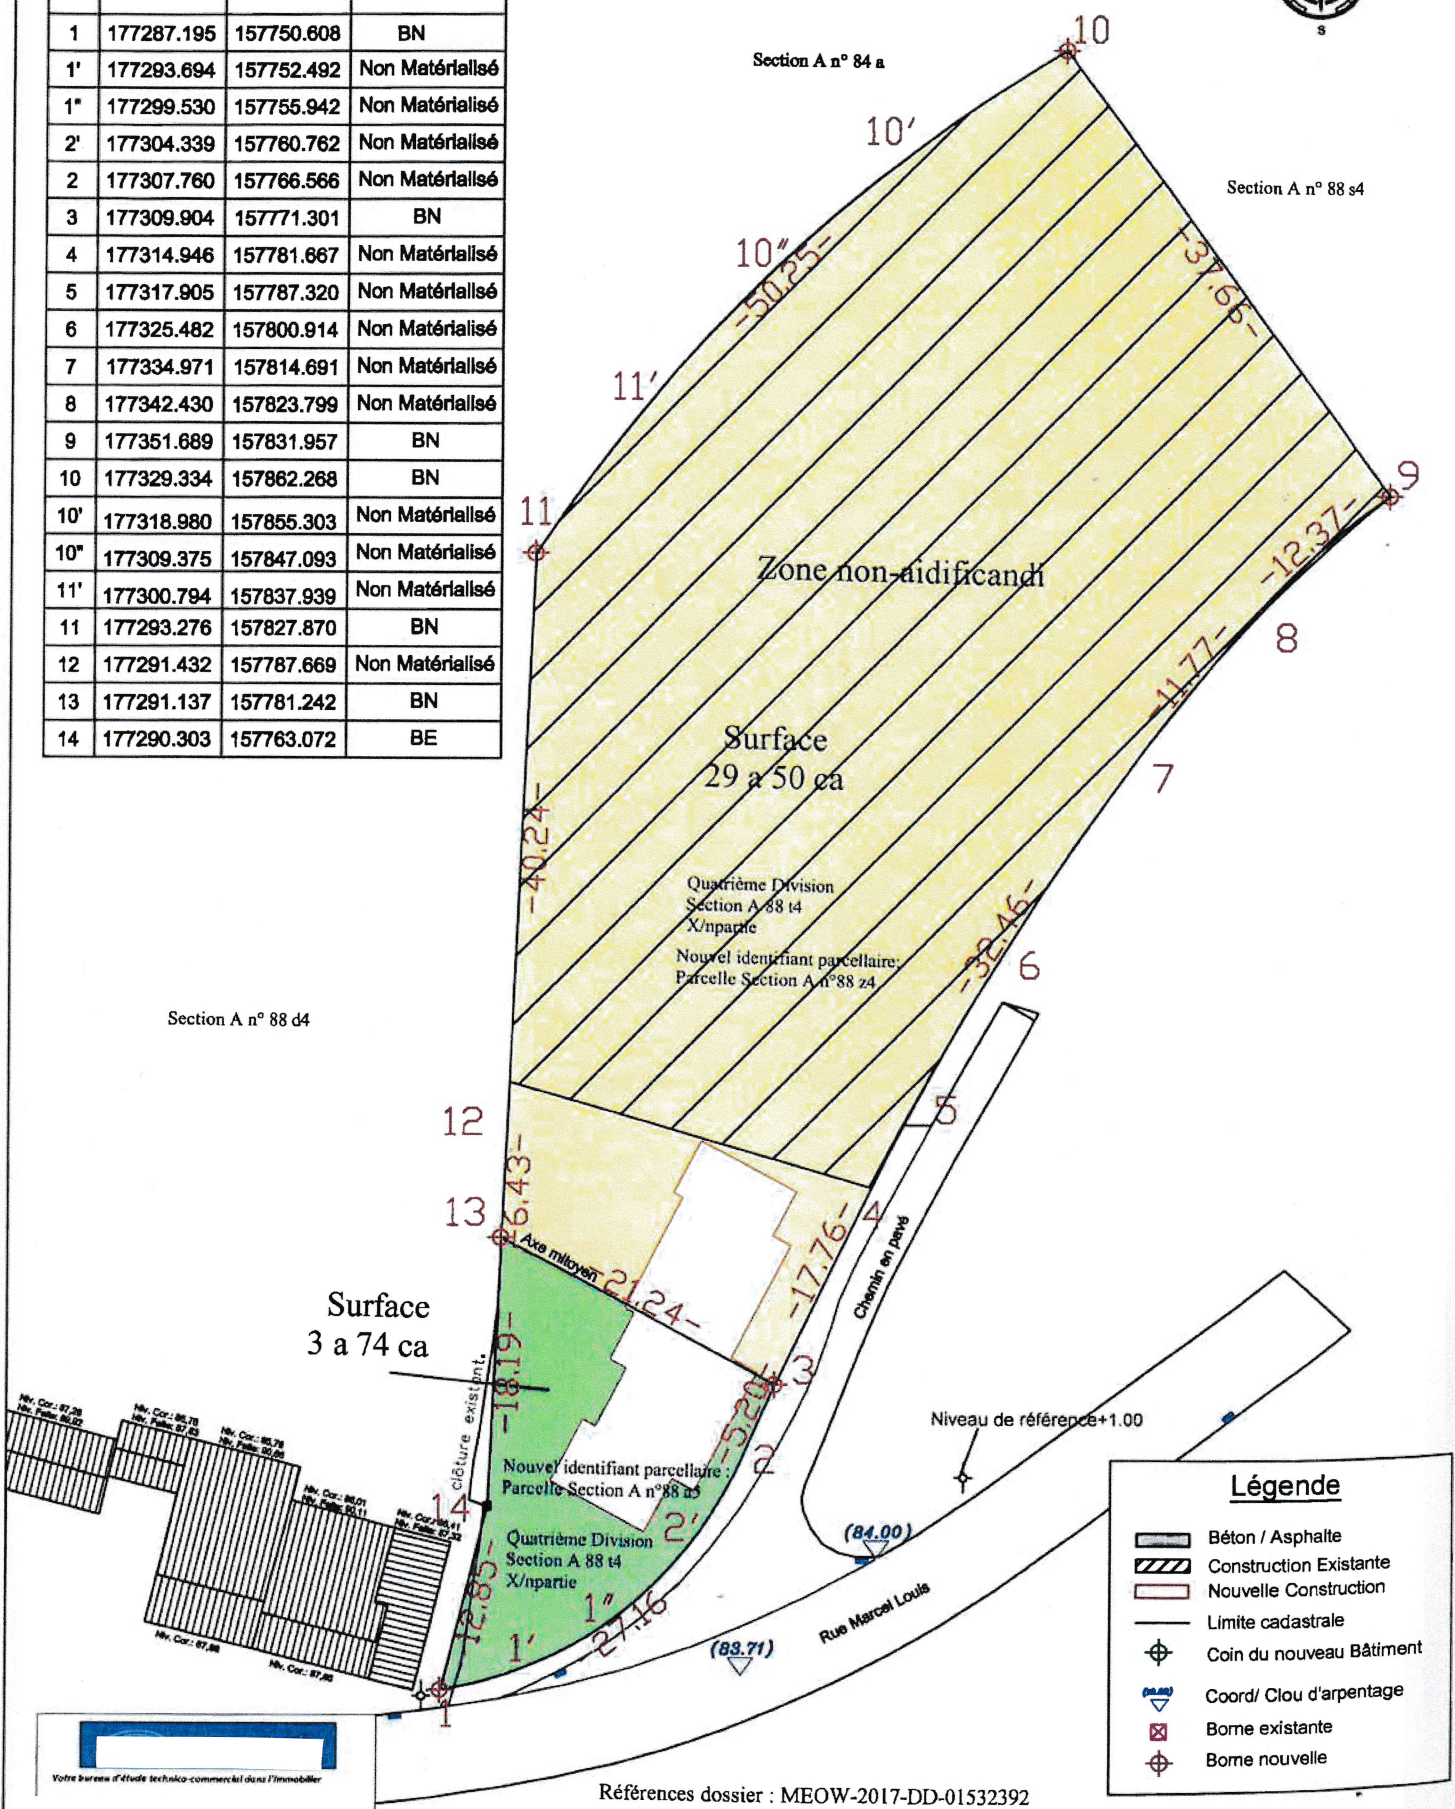 1 177287.195 157750.608 BN
1' 177293.694 157752.492 Non Matérialisé
1" 177299.530 157755.942 Non Matérialisé
2' 177304.339 157760.762 Non Matérialisé
2 177307.760 157766.566 Non Matérialisé
3 177309.904 157771.301 BN
4 177314.946 157781.667 Non Matérialisé
5 177317.905 157787.320 Non Matérialisé
6 177325.482 157800.914 Non Matérialisé
7 177334.971 157814.691 Non Matérialisé
8 177342.430 157823.799 Non Matérialisé
9 177351.689 157831.957 BN
10 177329.334 157862.268 BN
10' 177318.980 157855.303 Non Matérialisé
10" 177309.375 157847.093 Non Matérialisé
11' 177300.794 157837.939 Non Matérialisé
11 177293.276 157827.870 BN
12 177291.432 157787.669 Non Matérialisé
13 177291.137 157781.242 BN
14 177290.303 157763.072 BE
S
Section A n° 84 a
10
10'
Section A n° 88 s4
10"
-50.25-
-37.66-
11'
11
9
-12.37-
8
Zone non-aidificandi
-11.77-
7
Surface
29 a 50 ca
-40.24-
Quatrième Division
Section A 88 t4
X/npartie
Nouvel identifiant parcellaire:
Parcelle Section A n°88 z4
-32.46-
6
Section A n° 88 d4
12
5
-6.43-
13
4
-17.76-
Chemin en pavé
Axe mitoyen
-21.24-
Surface
3 a 74 ca
-18.19-
clôture existent.
3
-5.20-
2
Niveau de référence+1.00
Nouvel identifiant parcellaire :
Parcelle Section A n°88 a5
14
2'
Quatrième Division
Section A 88 t4
X/npartie
-12.85-
1"
-27.16
1'
1
(84.00)
(83.71)
Rue Marcel Louis
Niv. Cor.: 87,98
Légende
Béton / Asphalte
Construction Existante
Nouvelle Construction
Limite cadastrale
Coin du nouveau Bâtiment
Coord/ Clou d'arpentage
Borne existante
Borne nouvelle
Votre bureau d'étude technico-commercial dans l'immobilier
Références dossier : MEOW-2017-DD-01532392